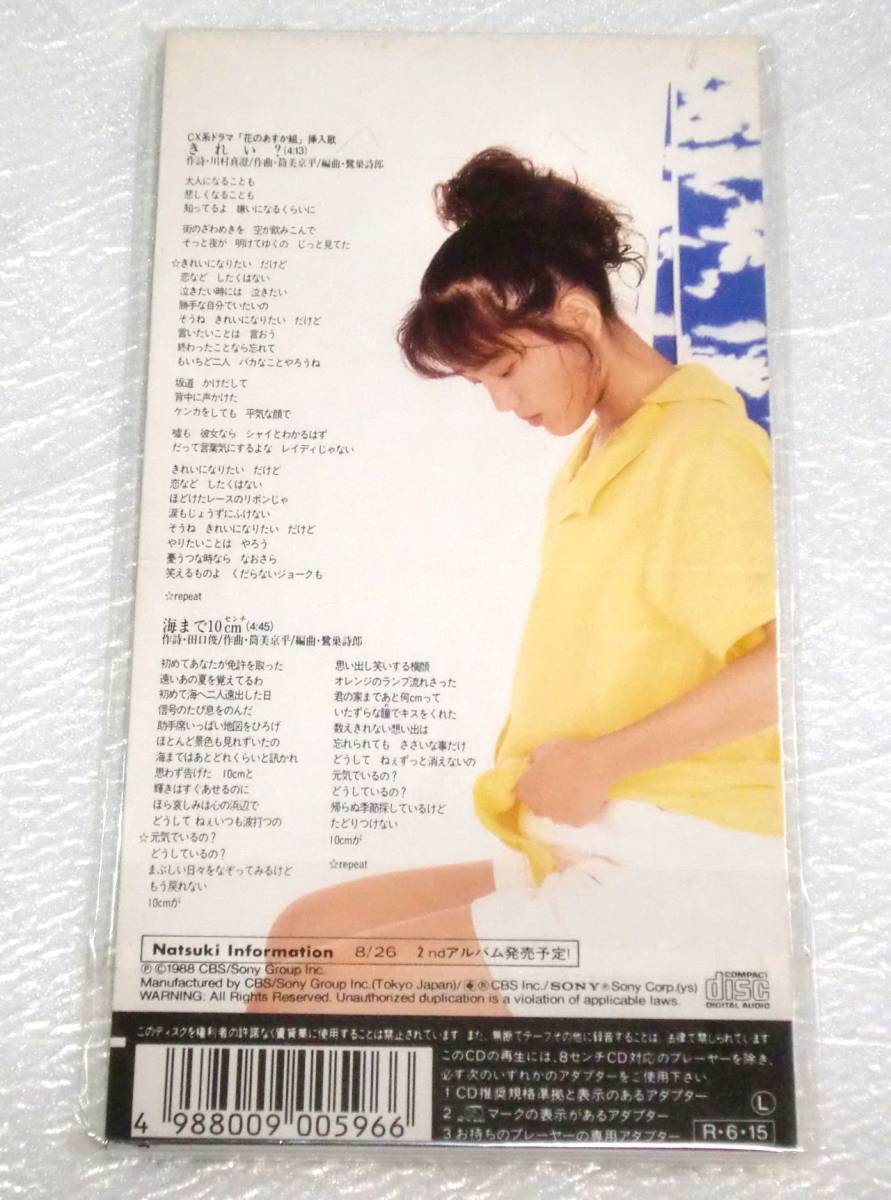 CX系ドラマ「花のあすか組」挿入歌
きれい?(4:13)
作詩・川村真澄/作曲・筒美京平/編曲・鷺巣詩郎
大人になることも
悲しくなることも
知ってるよ 嫌いになるくらいに
街のざわめきを 空が飲みこんで
そっと夜が 明けてゆくの じっと見てた
☆きれいになりたい だけど
恋など したくはない
泣きたい時には 泣きたい
勝手な自分でいたいの
そうね きれいになりたい だけど
言いたいことは 言おう
終わったことなら忘れて
もいちど二人 バカなことやろうね
坂道 かけだして
背中に声かけた
ケンカをしても 平気な顔で
嘘も 彼女なら シャイとわかるはず
だって言葉気にするよな レイディじゃない
きれいになりたい だけど
恋など したくはない
ほどけたレースのリボンじゃ
涙もじょうずにふけない
そうね きれいになりたい だけど
やりたいことは やろう
憂うつな時なら なおさら
笑えるものよ くだらないジョークも
☆repeat
海まで10cm(4:45)
センチ
作詩・田口俊/作曲・筒美京平/編曲・鷺巣詩郎
初めてあなたが免許を取った
遠いあの夏を覚えてるわ
初めて海へ二人遠出した日
信号のたび息をのんだ
助手席いっぱい地図をひろげ
ほとんど景色も見れずいたの
海まではあとどれくらいと訊かれ
思わず告げた 10cmと
輝きはすぐあせるのに
ほら哀しみは心の浜辺で
どうして ねぇいつも波打つの
☆元気でいるの?
どうしているの?
まぶしい日々をなぞってみるけど
もう戻れない
10cmが
思い出し笑いする横顔
オレンジのランプ流れさった
君の家まであと何cmって
いたずらな瞳でキスをくれた
数えきれない想い出は
忘れられても ささいな事だけ
どうして ねぇずっと消えないの
元気でいるの?
どうしているの?
帰らぬ季節探しているけど
たどりつけない
10cmが
☆repeat
Natsuki Information 8/26 2ndアルバム発売予定!
Ⓟ©1988 CBS/Sony Group Inc.
Manufactured by CBS/Sony Group Inc.(Tokyo Japan)/ ® CBS Inc./SONY®Sony Corp.(ys)
WARNING: All Rights Reserved. Unauthorized duplication is a violation of applicable laws.
COMPACT
disc
DIGITAL AUDIO
このディスクを権利者の許諾なく賃貸業に使用することは禁止されています また、無断でテープその他に録音することは、法律で禁じられています
このCDの再生には、8センチCD対応のプレーヤーを除き、
必ず次のいずれかのアダプターをご使用下さい
1 CD推奨規格準拠と表示のあるアダプター
2 マークの表示があるアダプター
3 お持ちのプレーヤーの専用アダプター
L
R・6・15
4 988009 005966